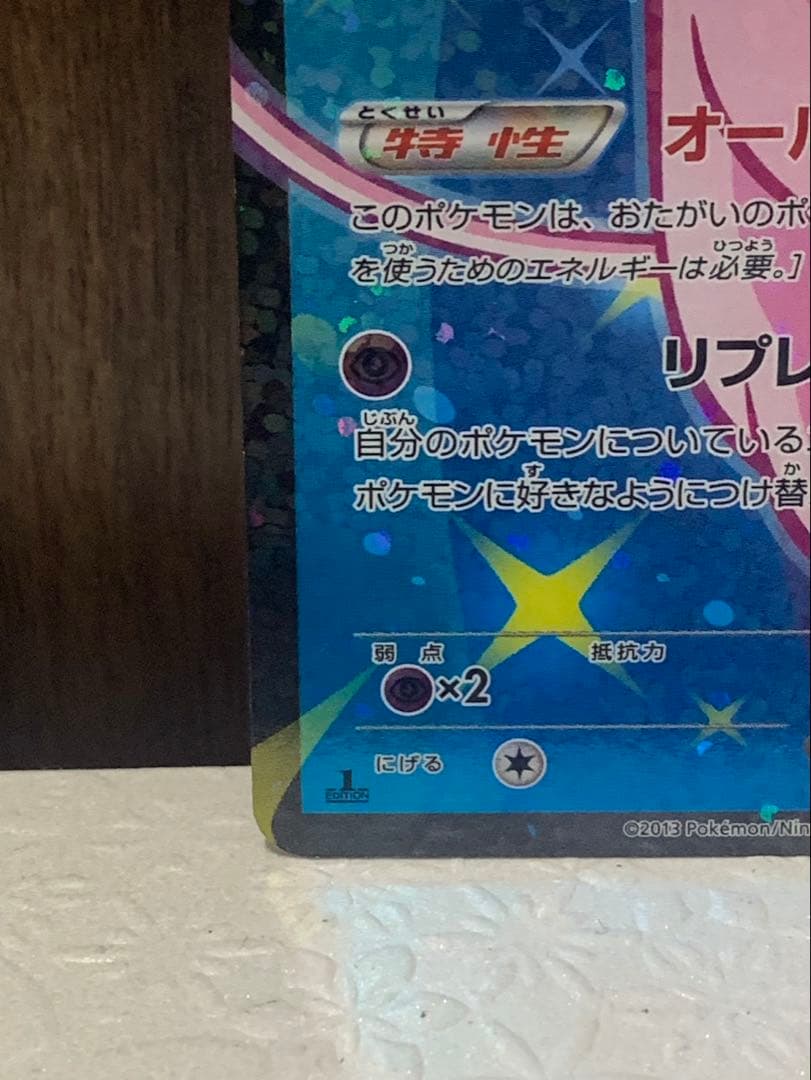 とくせい
特性 オール
このポケモンは、おたがいのポ
つか ひつよう
を使うためのエネルギーは必要。］
リプレ
じぶん
自分のポケモンについている
す か
ポケモンに好きなようにつけ替
弱点 抵抗力
×2
にげる
1
EDITION
©2013 Pokémon/Nin